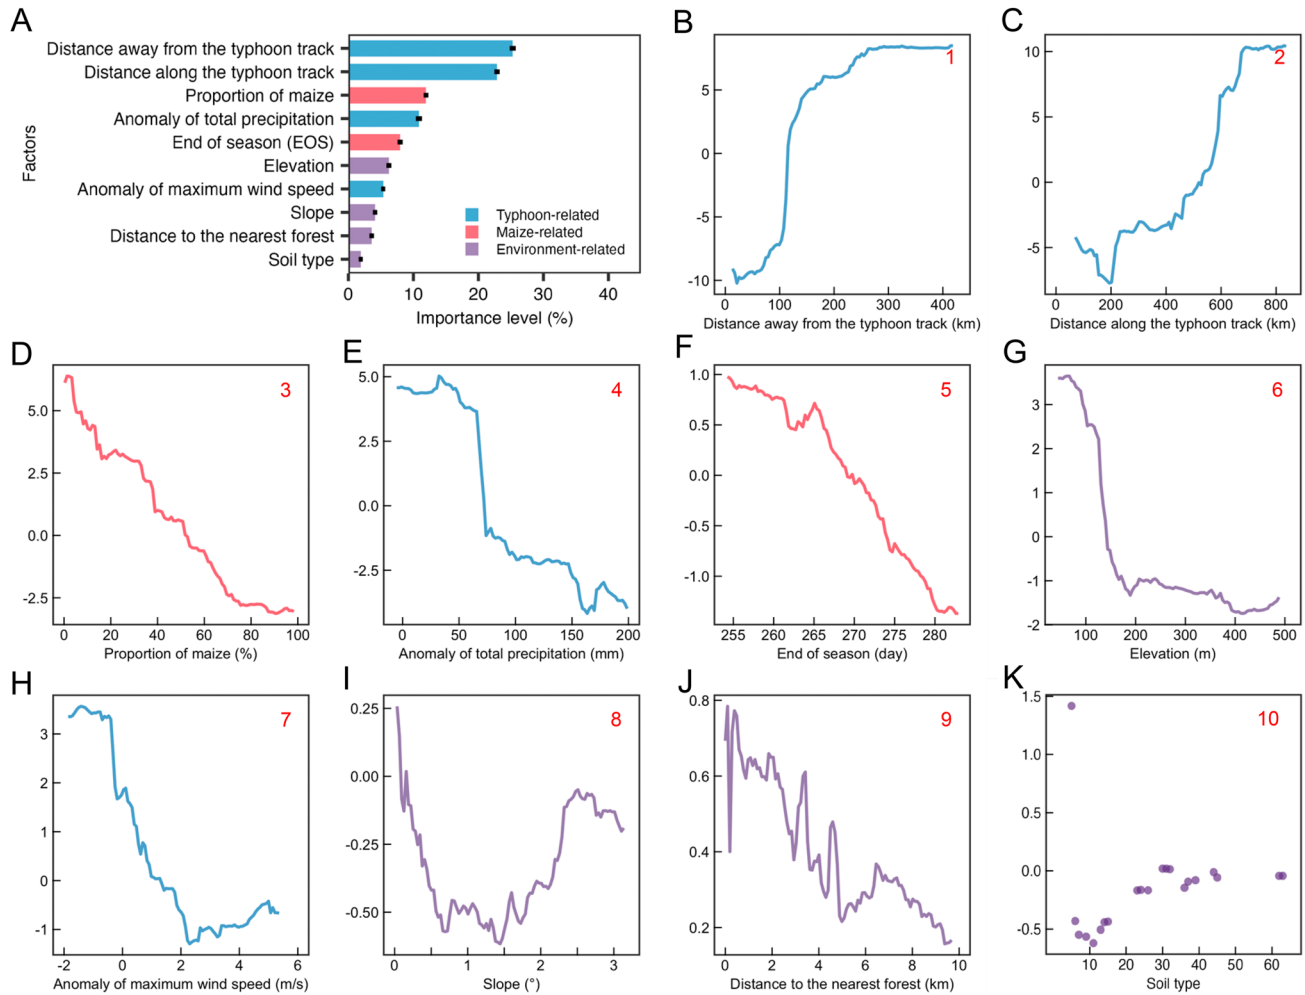 A
Factors
Distance away from the typhoon track
Distance along the typhoon track
Proportion of maize
Anomaly of total precipitation
End of season (EOS)
Elevation
Anomaly of maximum wind speed
Slope
Distance to the nearest forest
Soil type
Typhoon-related
Maize-related
Environment-related
0 10 20 30 40
Importance level (%)
B
1
5
0
-5
-10
0 100 200 300 400
Distance away from the typhoon track (km)
C
2
10
5
0
-5
0 200 400 600 800
Distance along the typhoon track (km)
D
3
5.0
2.5
0.0
-2.5
0 20 40 60 80 100
Proportion of maize (%)
E
4
5.0
2.5
0.0
-2.5
0 50 100 150 200
Anomaly of total precipitation (mm)
F
5
1.0
0.5
0.0
-0.5
-1.0
255 260 265 270 275 280
End of season (day)
G
6
3
2
1
0
-1
-2
100 200 300 400 500
Elevation (m)
H
7
3
2
1
0
-1
-2 0 2 4 6
Anomaly of maximum wind speed (m/s)
I
8
0.25
0.00
-0.25
-0.50
0 1 2 3
Slope (°)
J
9
0.8
0.6
0.4
0.2
0 2 4 6 8 10
Distance to the nearest forest (km)
K
10
1.5
1.0
0.5
0.0
-0.5
10 20 30 40 50 60
Soil type